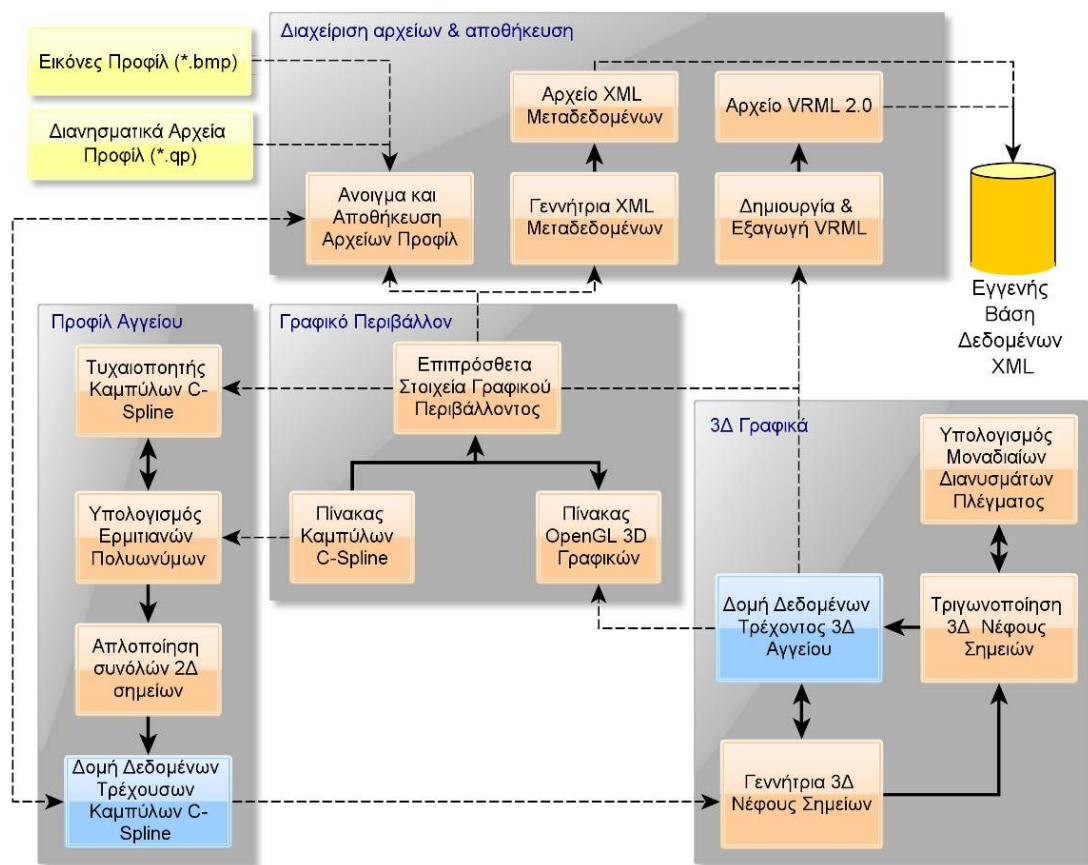 Διαχείριση αρχείων & αποθήκευση
Εικόνες Προφίλ (*.bmp)
Διανησματικά Αρχεία
Προφίλ (*.qp)
Αρχείο XML
Μεταδεδομένων
Αρχείο VRML 2.0
Ανοιγμα και
Αποθήκευση
Αρχείων Προφίλ
Γεννήτρια XML
Μεταδεδομένων
Δημιουργία &
Εξαγωγή VRML
Εγγενής
Βάση
Δεδομένων
XML
Προφίλ Αγγείου
Τυχαιοποητής
Καμπύλων C-
Spline
Υπολογισμός
Ερμιτιανών
Πολυωνύμων
Απλοποίηση
συνόλών 2Δ
σημείων
Δομή Δεδομένων
Τρέχουσων
Καμπύλων C-
Spline
Γραφικό Περιβάλλον
Επιπρόσθετα
Στοιχεία Γραφικού
Περιβάλλοντος
Πίνακας
Καμπύλων
C-Spline
Πίνακας
OpenGL 3D
Γραφικών
3Δ Γραφικά
Υπολογισμός
Μοναδιαίων
Διανυσμάτων
Πλέγματος
Δομή Δεδομένων
Τρέχοντος 3Δ
Αγγείου
Τριγωνοποίηση
3Δ Νέφους
Σημειών
Γεννήτρια 3Δ
Νέφους Σημείων